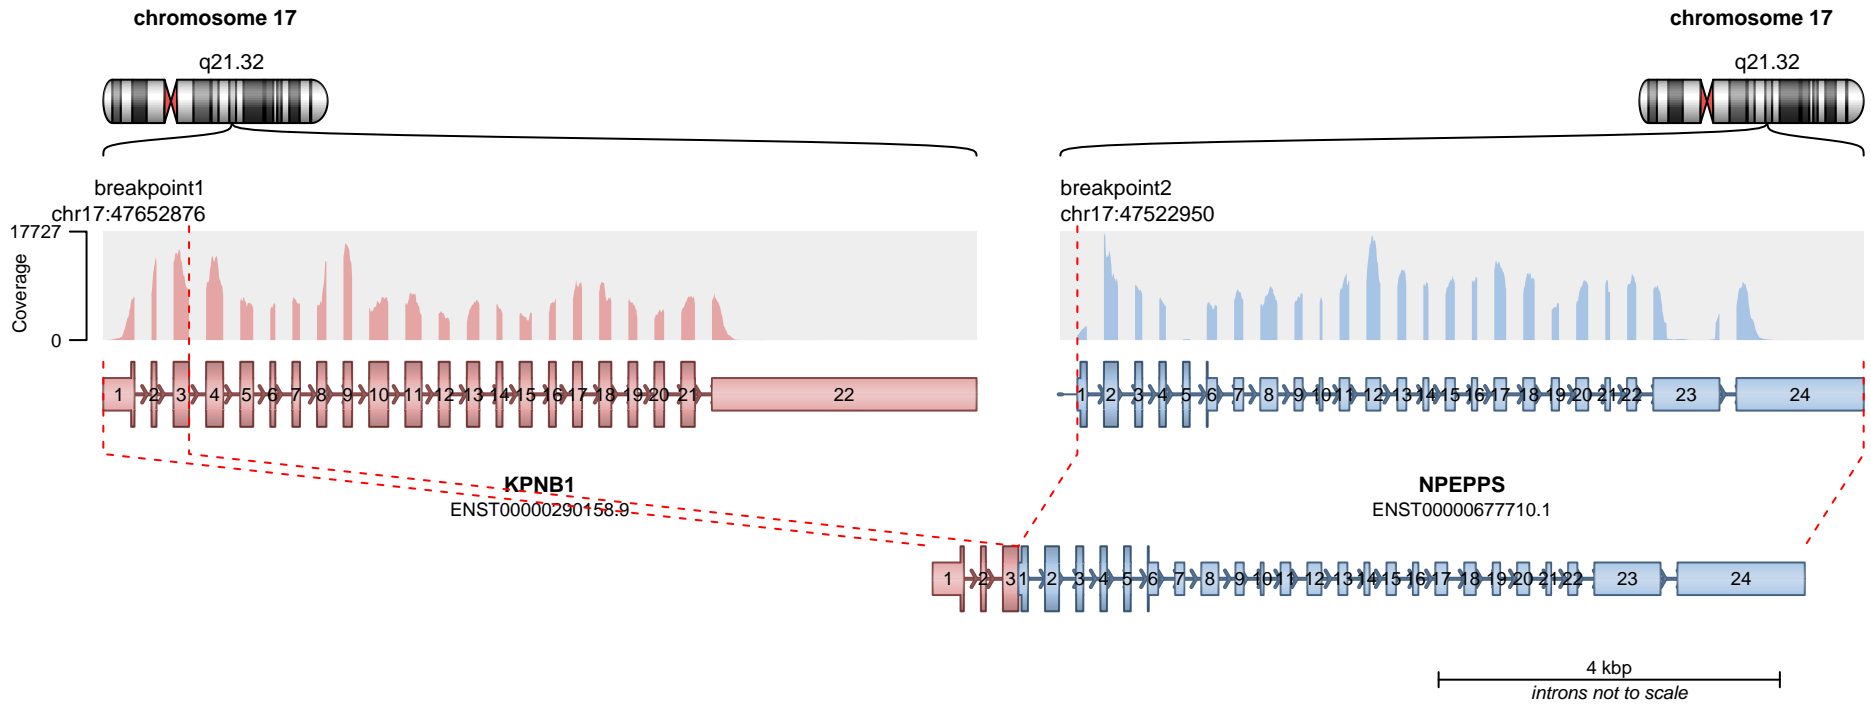 chromosome 17
chromosome 17
q21.32
q21.32
breakpoint1
chr17:47652876
breakpoint2
chr17:47522950
17727
Coverage
0
1 2 3 4 5 6 7 8 9 10 11 12 13 14 15 16 17 18 19 20 21 22
1 2 3 4 5 6 7 8 9 10 11 12 13 14 15 16 17 18 19 20 21 22 23 24
KPNB1
ENST00000290158.9
NPEPPS
ENST00000677710.1
1 2 3 1 2 3 4 5 6 7 8 9 10 11 12 13 14 15 16 17 18 19 20 21 22 23 24
4 kbp
introns not to scale